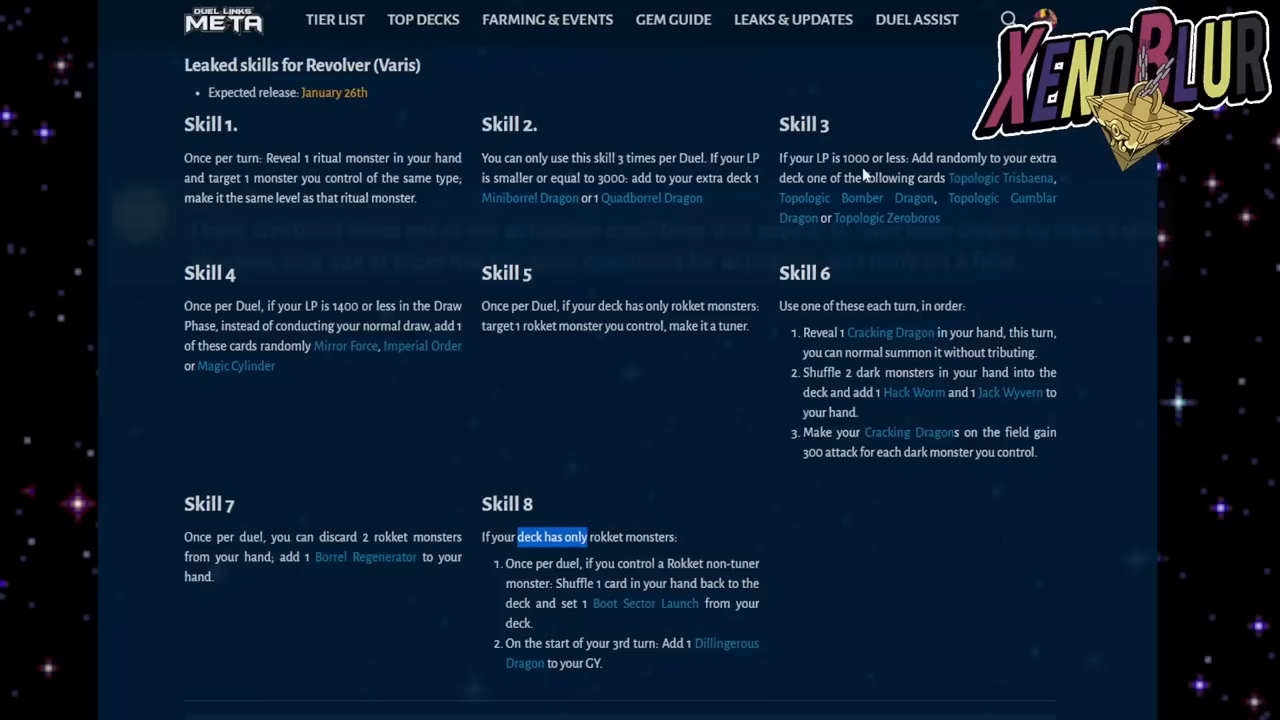 DUEL LINKS
META
TIER LIST
TOP DECKS
FARMING & EVENTS
GEM GUIDE
LEAKS & UPDATES
DUEL ASSIST
XENOBLUR
Leaked skills for Revolver (Varis)
• Expected release: January 26th
Skill 1.
Once per turn: Reveal 1 ritual monster in your hand
and target 1 monster you control of the same type;
make it the same level as that ritual monster.
Skill 2.
You can only use this skill 3 times per Duel. If your LP
is smaller or equal to 3000: add to your extra deck 1
Miniborrel Dragon or 1 Quadborrel Dragon
Skill 3
If your LP is 1000 or less: Add randomly to your extra
deck one of the following cards Topologic Trisbaena,
Topologic Bomber Dragon, Topologic Gumblar
Dragon or Topologic Zeroboros
Skill 4
Once per Duel, if your LP is 1400 or less in the Draw
Phase, instead of conducting your normal draw, add 1
of these cards randomly Mirror Force, Imperial Order
or Magic Cylinder
Skill 5
Once per Duel, if your deck has only rokket monsters:
target 1 rokket monster you control, make it a tuner.
Skill 6
Use one of these each turn, in order:
1. Reveal 1 Cracking Dragon in your hand, this turn,
you can normal summon it without tributing.
2. Shuffle 2 dark monsters in your hand into the
deck and add 1 Hack Worm and 1 Jack Wyvern to
your hand.
3. Make your Cracking Dragons on the field gain
300 attack for each dark monster you control.
Skill 7
Once per duel, you can discard 2 rokket monsters
from your hand; add 1 Borrel Regenerator to your
hand.
Skill 8
If your deck has only rokket monsters:
1. Once per duel, if you control a Rokket non-tuner
monster: Shuffle 1 card in your hand back to the
deck and set 1 Boot Sector Launch from your
deck.
2. On the start of your 3rd turn: Add 1 Dillingerous
Dragon to your GY.